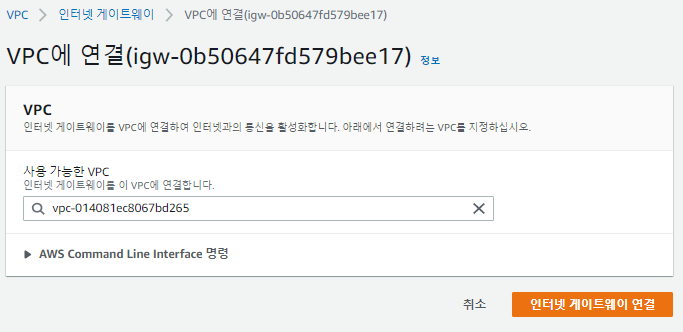 VPC > 인터넷 게이트웨이 > VPC에 연결(igw-0b50647fd579bee17)
VPC에 연결(igw-0b50647fd579bee17) 정보
VPC
인터넷 게이트웨이를 VPC에 연결하여 인터넷과의 통신을 활성화합니다. 아래에서 연결하려는 VPC를 지정하십시오.
사용 가능한 VPC
인터넷 게이트웨이를 이 VPC에 연결합니다.
vpc-014081ec8067bd265
AWS Command Line Interface 명령
취소 인터넷 게이트웨이 연결